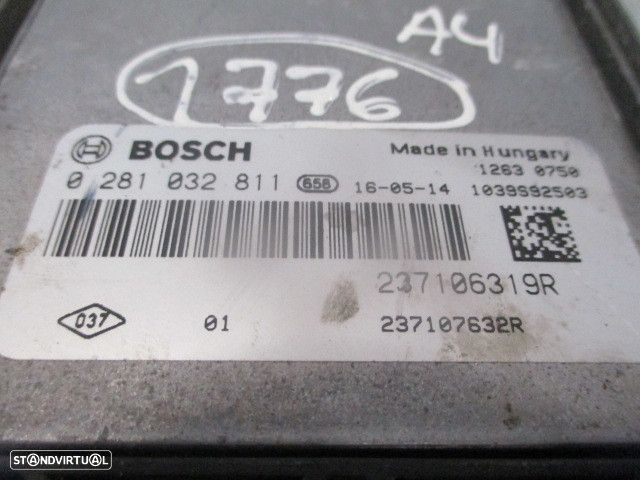 A4
1776
BOSCH
Made in Hungary
1263 0750
0 281 032 811 656 16-05-14 1039S92503
237106319R
037 01 237107632R
STANDVIRTUAL